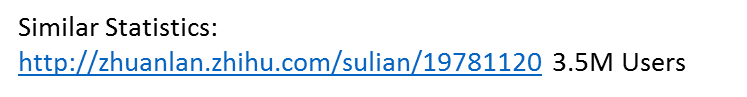 Similar Statistics:
http://zhuanlan.zhihu.com/sulian/19781120 3.5M Users